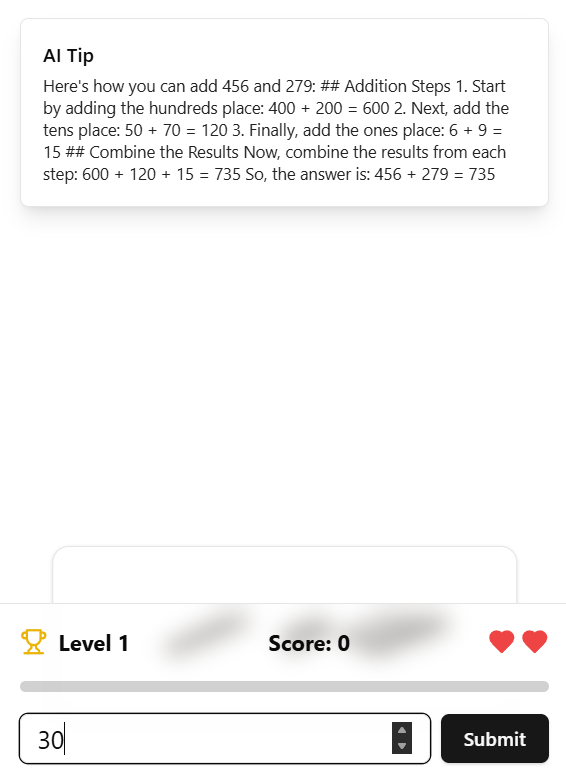 AI Tip
Here's how you can add 456 and 279: ## Addition Steps 1. Start
by adding the hundreds place: 400 + 200 = 600 2. Next, add the
tens place: 50 + 70 = 120 3. Finally, add the ones place: 6 + 9 =
15 ## Combine the Results Now, combine the results from each
step: 600 + 120 + 15 = 735 So, the answer is: 456 + 279 = 735
Level 1 Score: 0
30 Submit